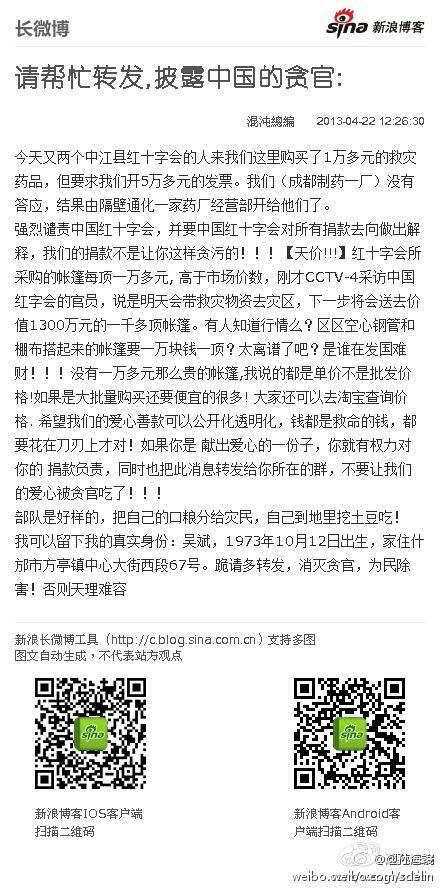 长微博
sina 新浪博客
请帮忙转发,披露中国的贪官:
混沌總编 2013-04-22 12:26:30
今天又两个中江县红十字会的人来我们这里购买了1万多元的救灾
药品，但要求我们开5万多元的发票。我们（成都制药一厂）没有
答应，结果由隔壁通化一家药厂经营部开给他们了。
强烈谴责中国红十字会，并要中国红十字会对所有捐款去向做出解
释，我们的捐款不是让你这样贪污的！！！【天价!!!】红十字会所
采购的帐篷每顶一万多元, 高于市场价数，刚才CCTV-4采访中国
红字会的官员，说是明天会带救灾物资去灾区，下一步将会送去价
值1300万元的一千多顶帐篷。有人知道行情么？区区空心钢管和
棚布搭起来的帐篷要一万块钱一顶？太离谱了吧？是谁在发国难
财！！！没有一万多元那么贵的帐篷,我说的都是单价不是批发价
格!如果是大批量购买还要便宜的很多! 大家还可以去淘宝查询价
格. 希望我们的爱心善款可以公开化透明化，钱都是救命的钱，都
要花在刀刃上才对！如果你是 献出爱心的一份子，你就有权力对
你的 捐款负责，同时也把此消息转发给你所在的群，不要让我们
的爱心被贪官吃了！！！
部队是好样的，把自己的口粮分给灾民，自己到地里挖土豆吃！
我可以留下我的真实身份：吴斌，1973年10月12日出生，家住什
邡市方亭镇中心大街西段67号。跪请多转发，消灭贪官，为民除
害！否则天理难容
新浪长微博工具（http://c.blog.sina.com.cn）支持多图
图文自动生成，不代表站方观点
sina
sina
新浪博客IOS客户端
扫描二维码
新浪博客Android客
户端扫描二维码